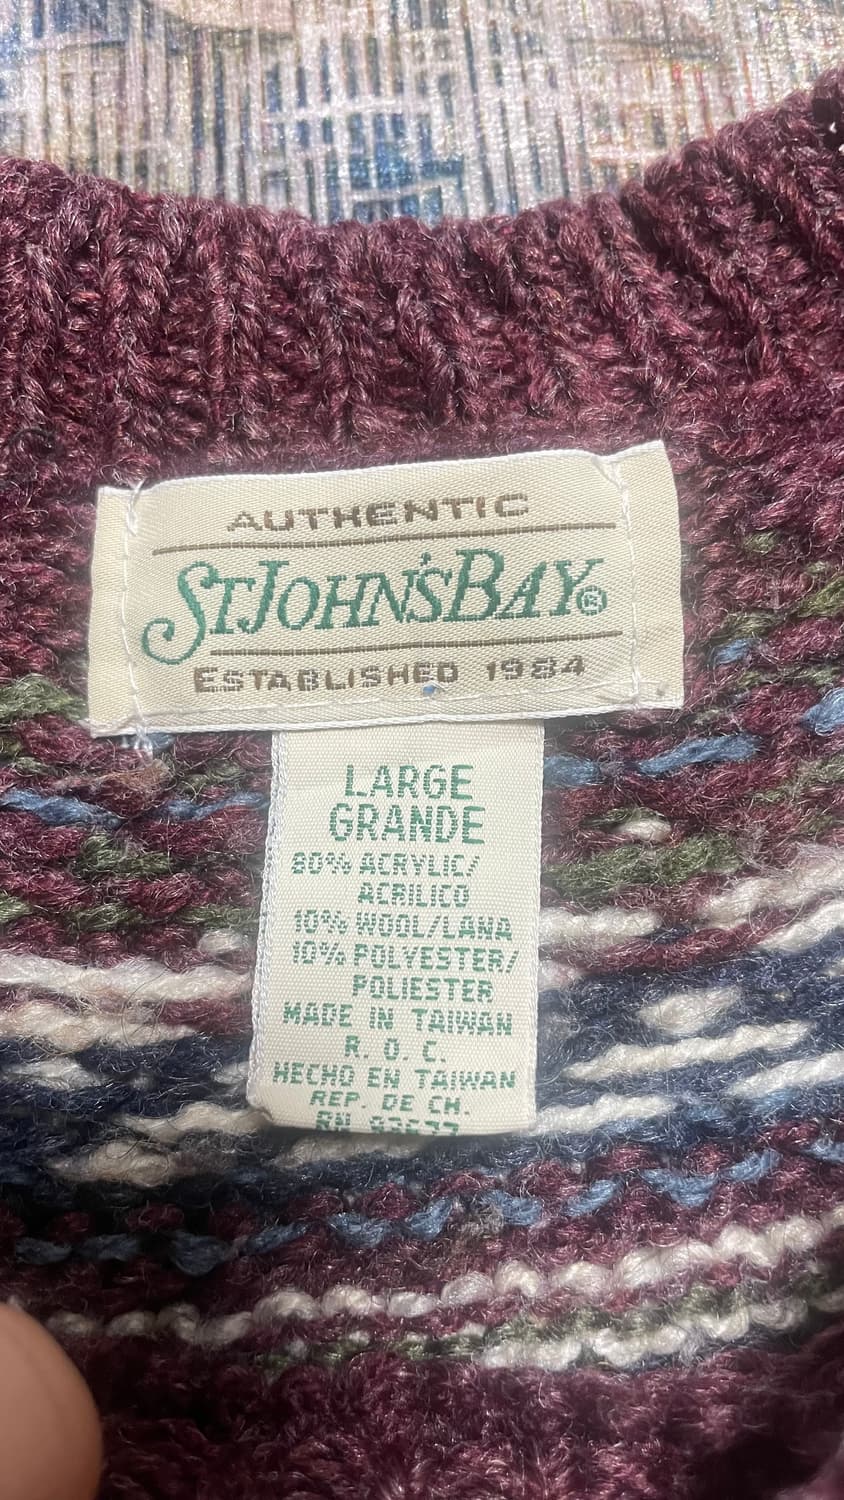 AUTHENTIC
ST JOHN'S BAY®
ESTABLISHED 1984
LARGE
GRANDE
80% ACRYLIC/
ACRILICO
10% WOOL/LANA
10% POLYESTER/
POLIESTER
MADE IN TAIWAN
R. O. C.
HECHO EN TAIWAN
REP. DE CH.
RN